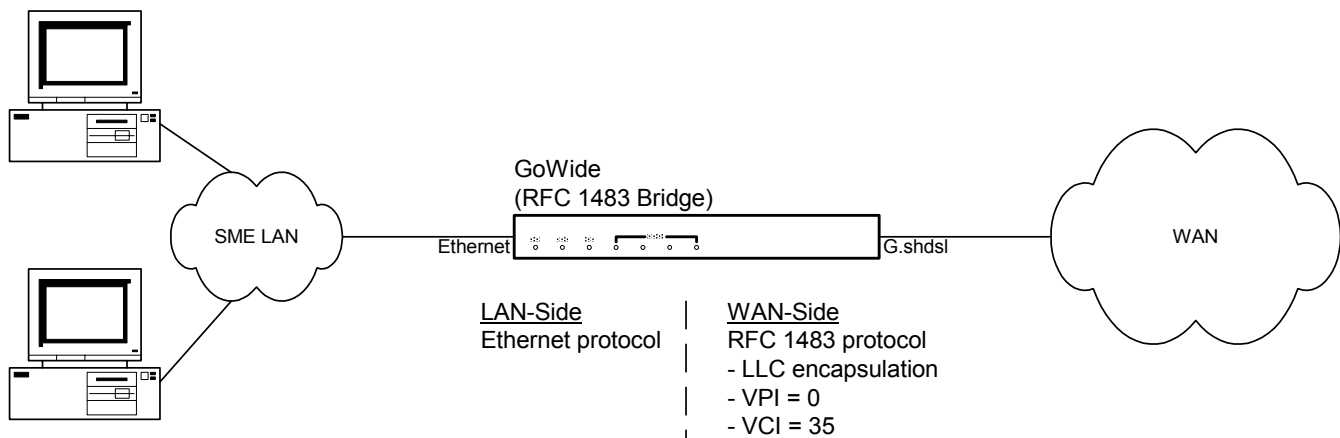 GoWide
(RFC 1483 Bridge)
SME LAN
Ethernet
G.shdsl
WAN
LAN-Side
Ethernet protocol
WAN-Side
RFC 1483 protocol
- LLC encapsulation
- VPI = 0
- VCI = 35